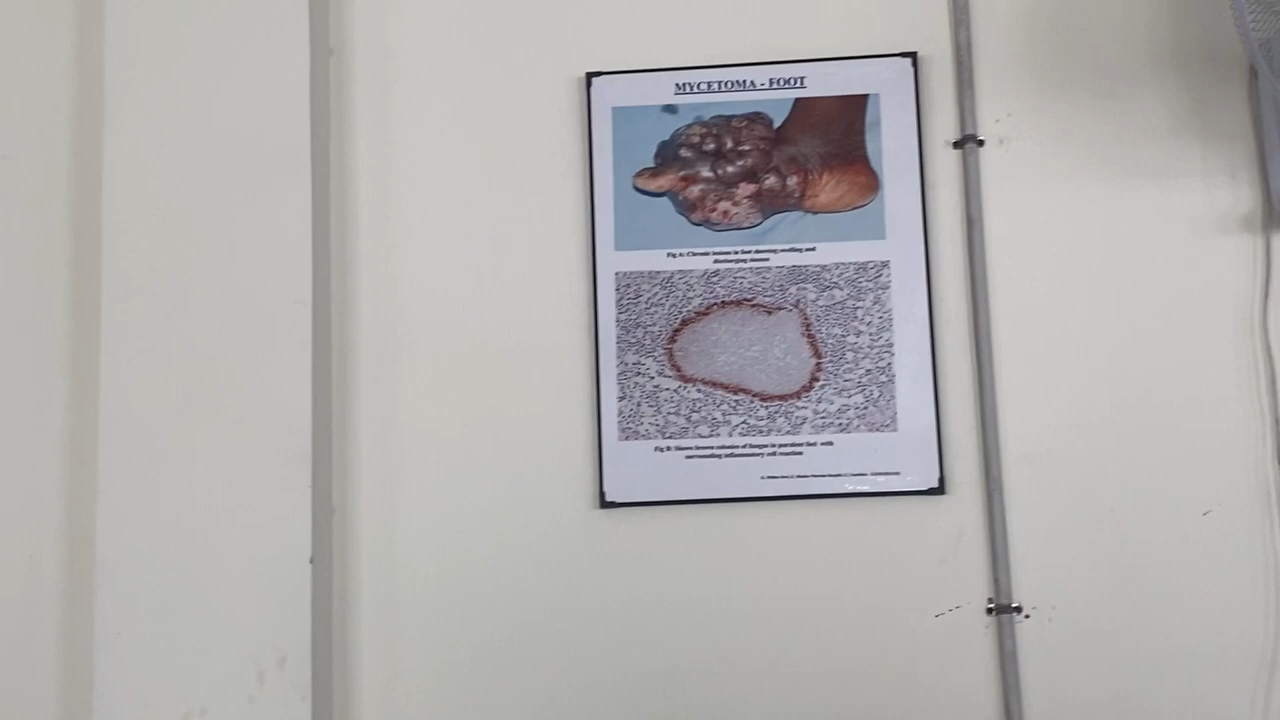 MYCETOMA - FOOT
Fig A: Chronic lesions in foot showing swelling and
discharging sinuses
Fig B: Shows brown colonies of fungus in purulent foci with
surrounding inflammatory cell reaction